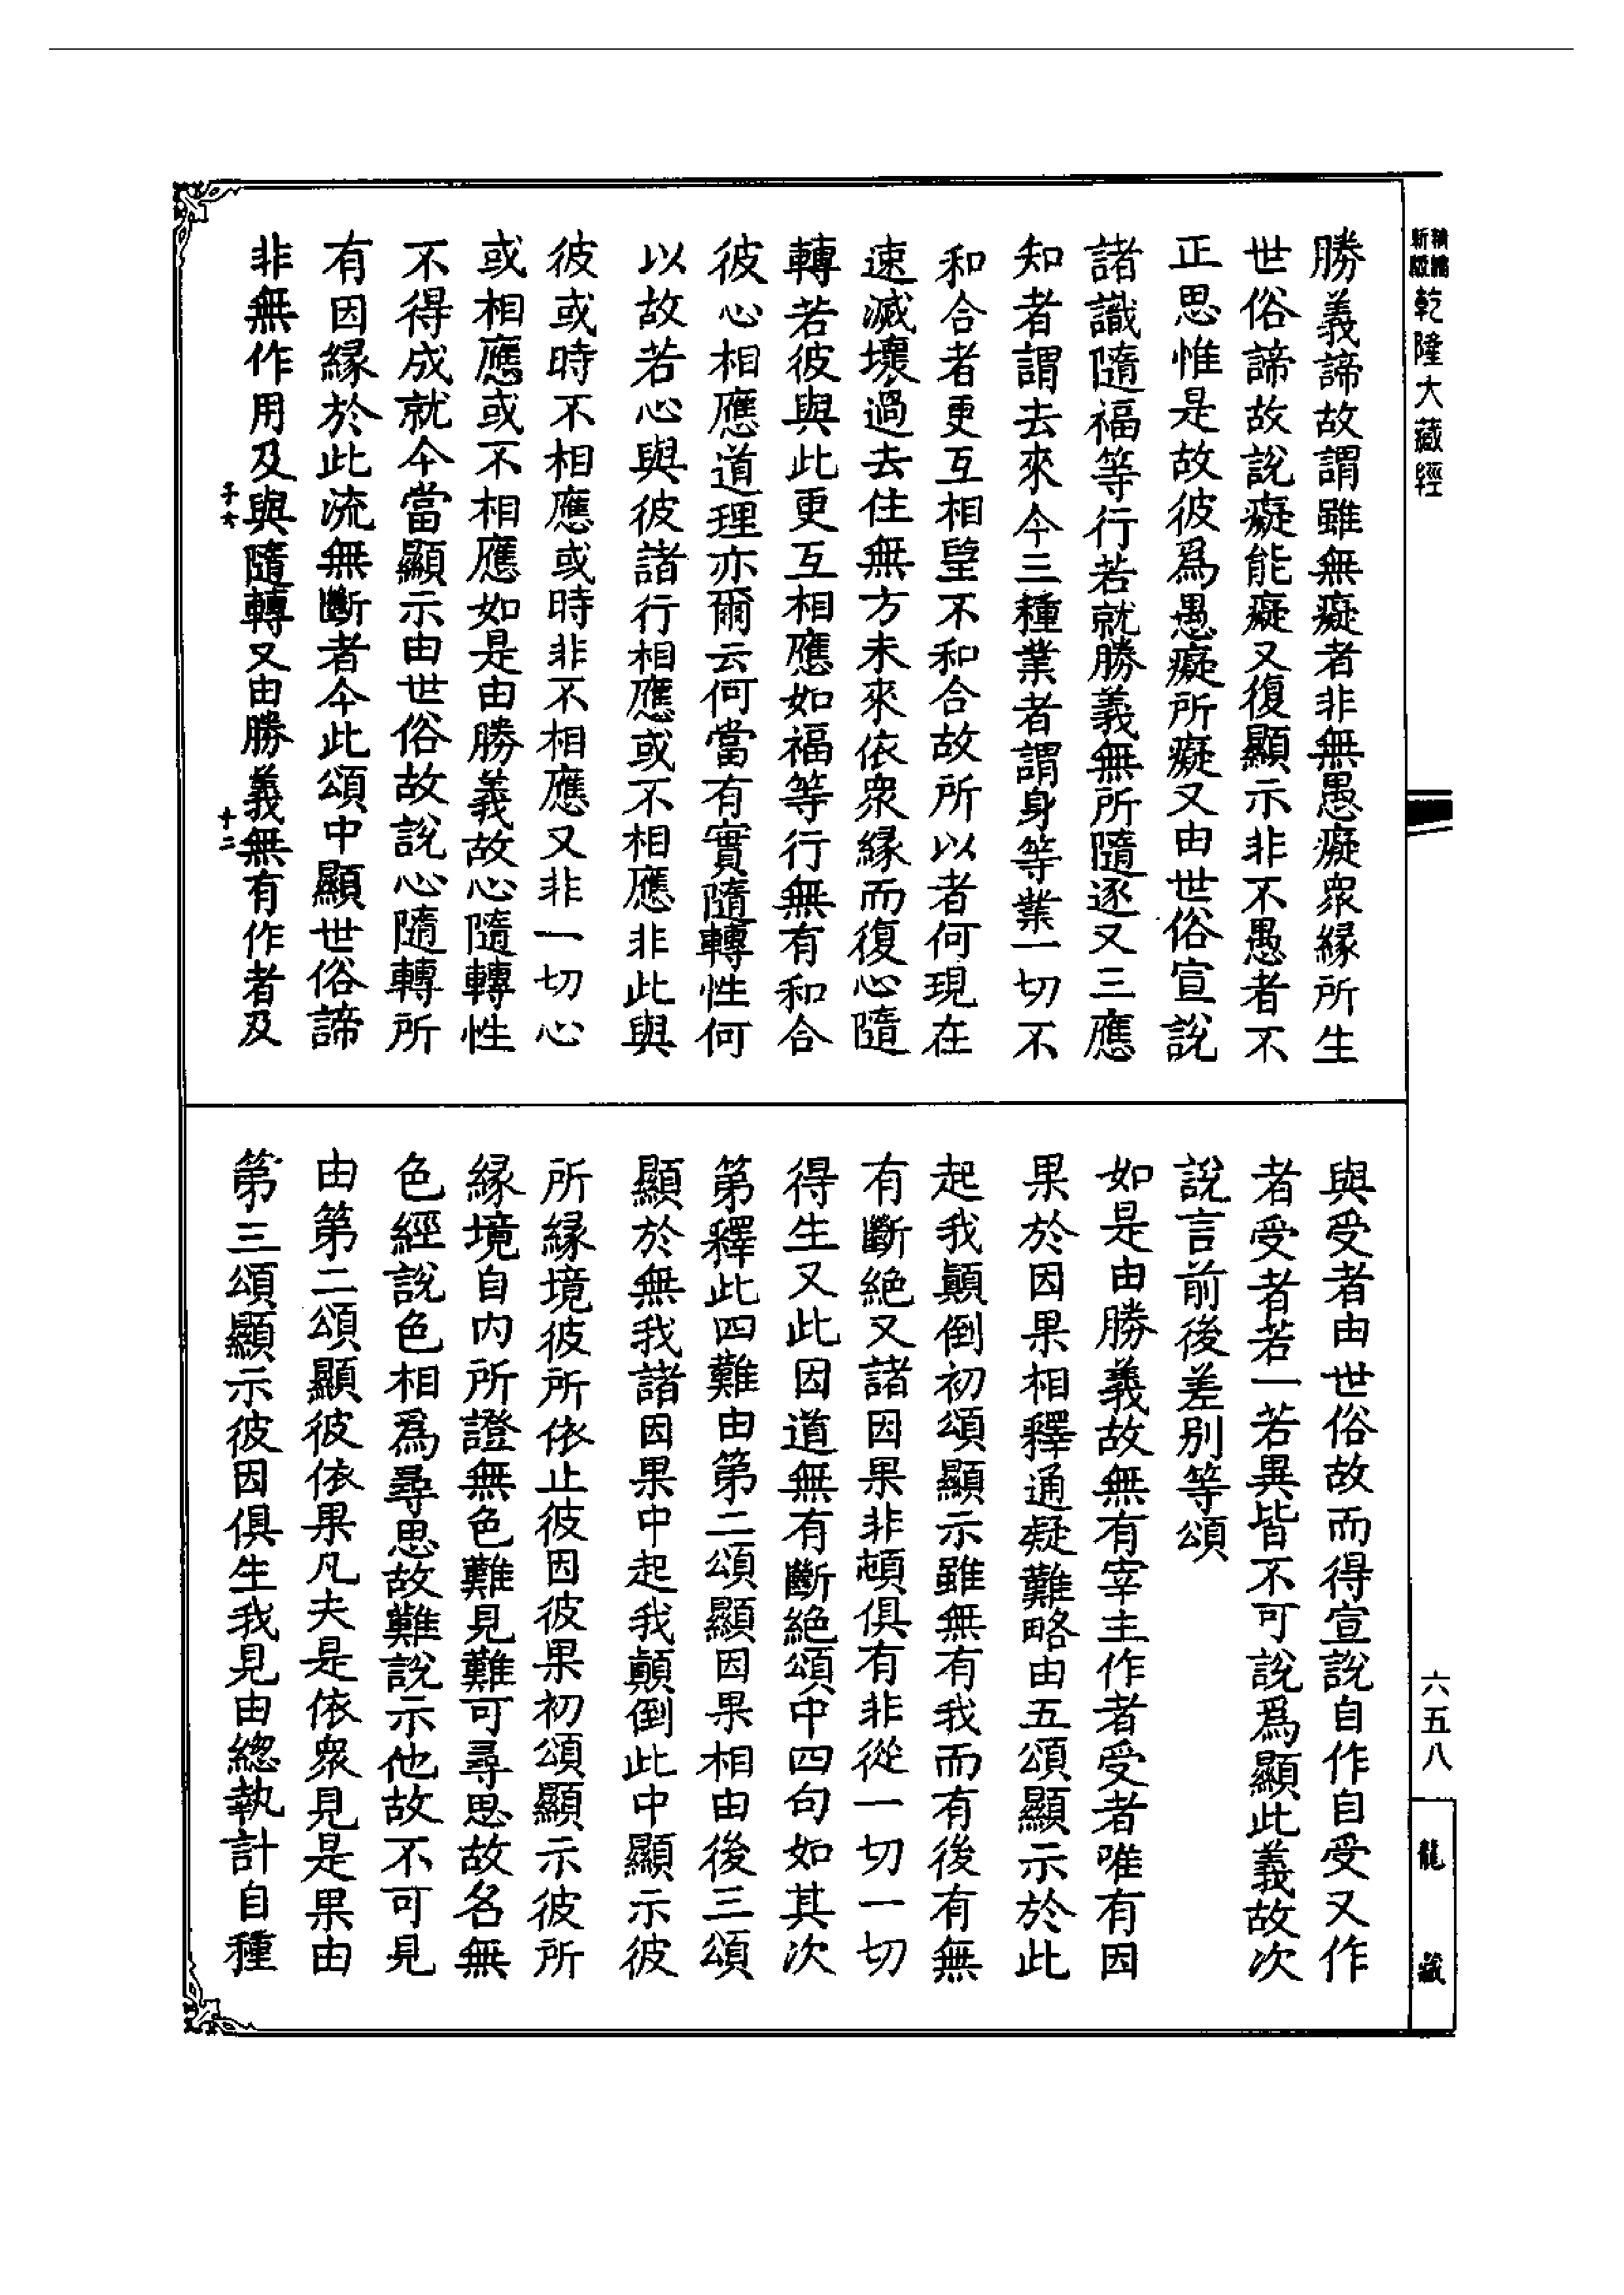 新編
縮版
乾隆大藏經
勝義諦故謂雖無癡者非無愚癡眾緣所生
世俗諦故說癡能癡又復顯示非不愚者不
正思惟是故彼爲愚癡所癡又由世俗宣說
諸識隨福等行若就勝義無所隨逐又三應
知者謂去來今三種業者謂身等業一切不
和合者更互相望不和合故所以者何現在
速滅壞過去住無方未來依眾緣而復心隨
轉若彼與此更互相應如福等行無有和合
彼心相應道理亦爾云何當有實隨轉性何
以故若心與彼諸行相應或不相應非此與
彼或時不相應或時非不相應又非一切心
或相應或不相應如是由勝義故心隨轉性
不得成就今當顯示由世俗故說心隨轉所
有因緣於此流無斷者今此頌中顯世俗諦
非無作用及與隨轉又由勝義無有作者及
子六
十二
與受者由世俗故而得宣說自作自受又作
者受者若一若異皆不可說爲顯此義故次
說言前後差別等頌
如是由勝義故無有宰主作者受者唯有因
果於因果相釋通疑難略由五頌顯示於此
起我顛倒初頌顯示雖無有我而有後有無
有斷絕又諸因果非頓俱有非從一切一切
得生又此因道無有斷絕頌中四句如其次
第釋此四難由第二頌顯因果相由後三頌
顯於無我諸因果中起我顛倒此中顯示彼
所緣境彼所依止彼因彼果初頌顯示彼所
緣境自內所證無色難見難可尋思故名無
色經說色相爲尋思故難說示他故不可見
由第二頌顯彼依果凡夫是依眾見是果由
第三頌顯示彼因俱生我見由總執計自種
六五八
龍藏